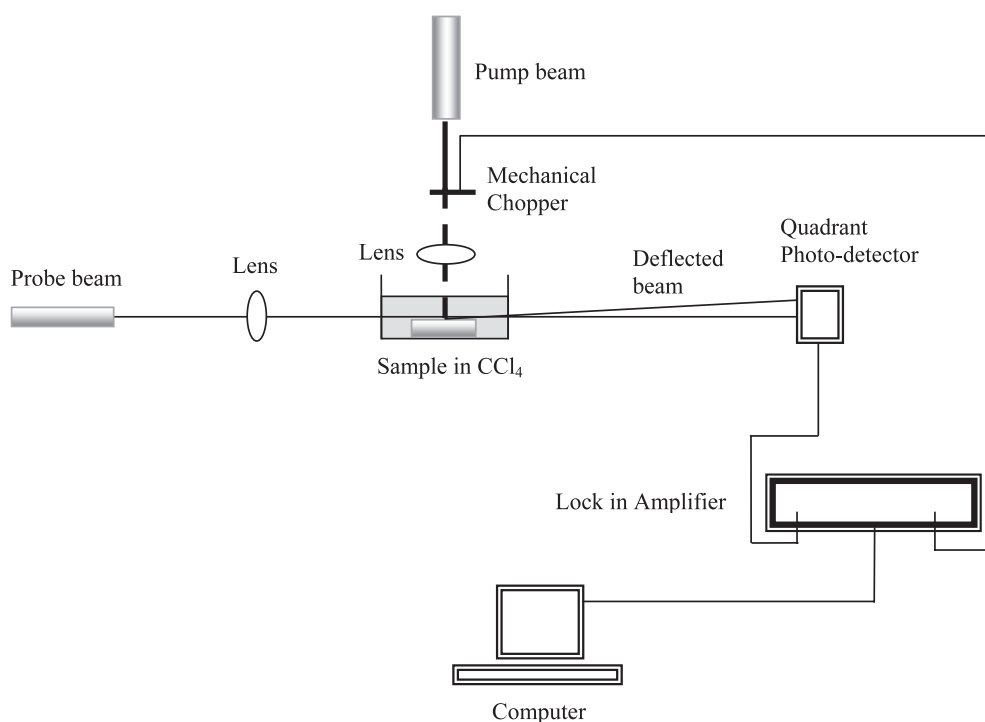 Pump beam
Mechanical
Chopper
Lens
Quadrant
Photo-detector
Deflected
beam
Lens
Probe beam
Sample in CCl₄
Lock in Amplifier
Computer